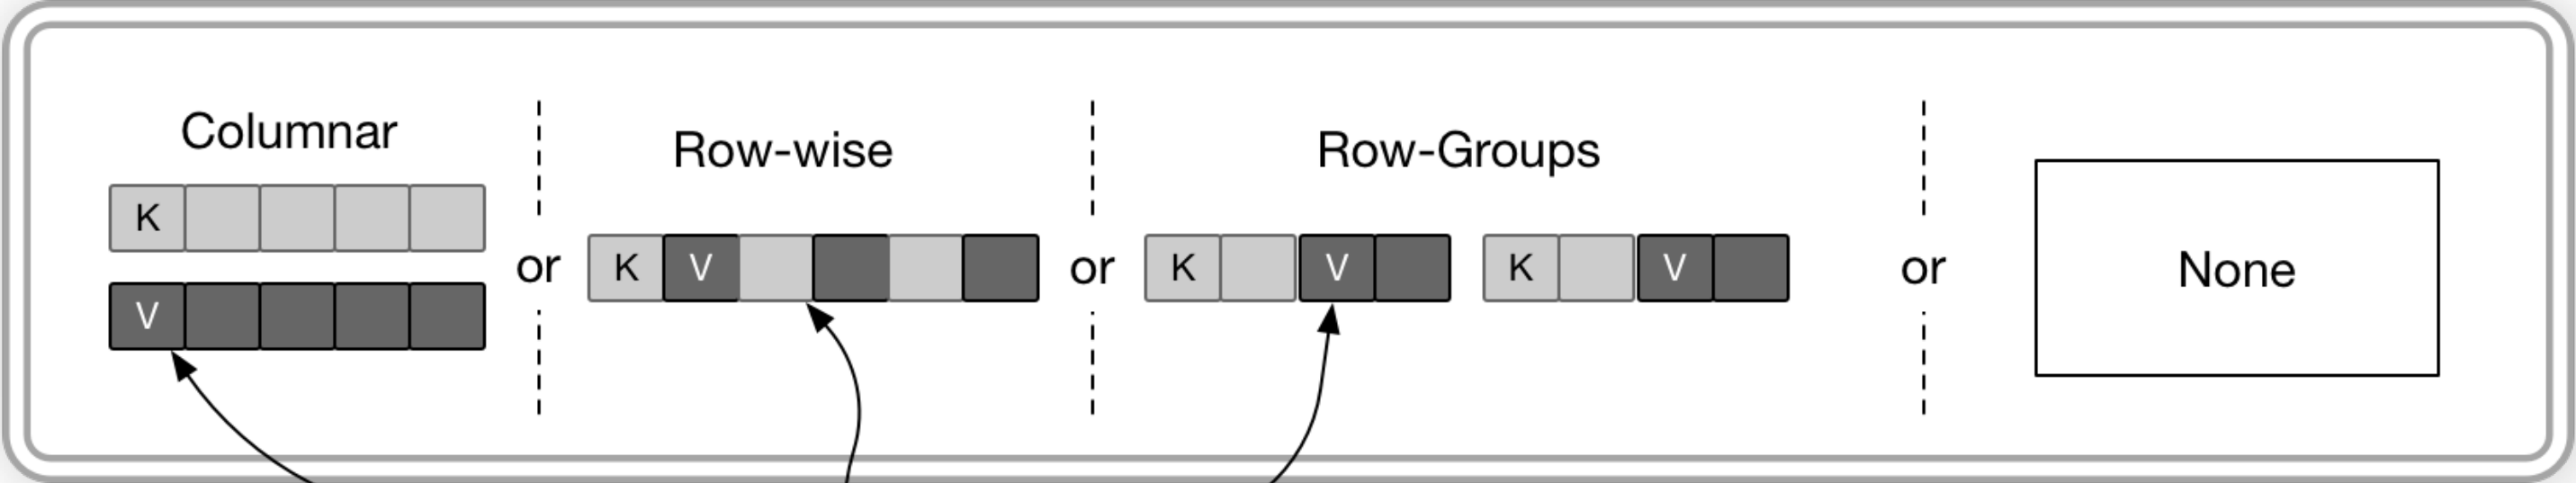 Columnar
K
V
or
Row-wise
K V
or
Row-Groups
K V K V
or
None